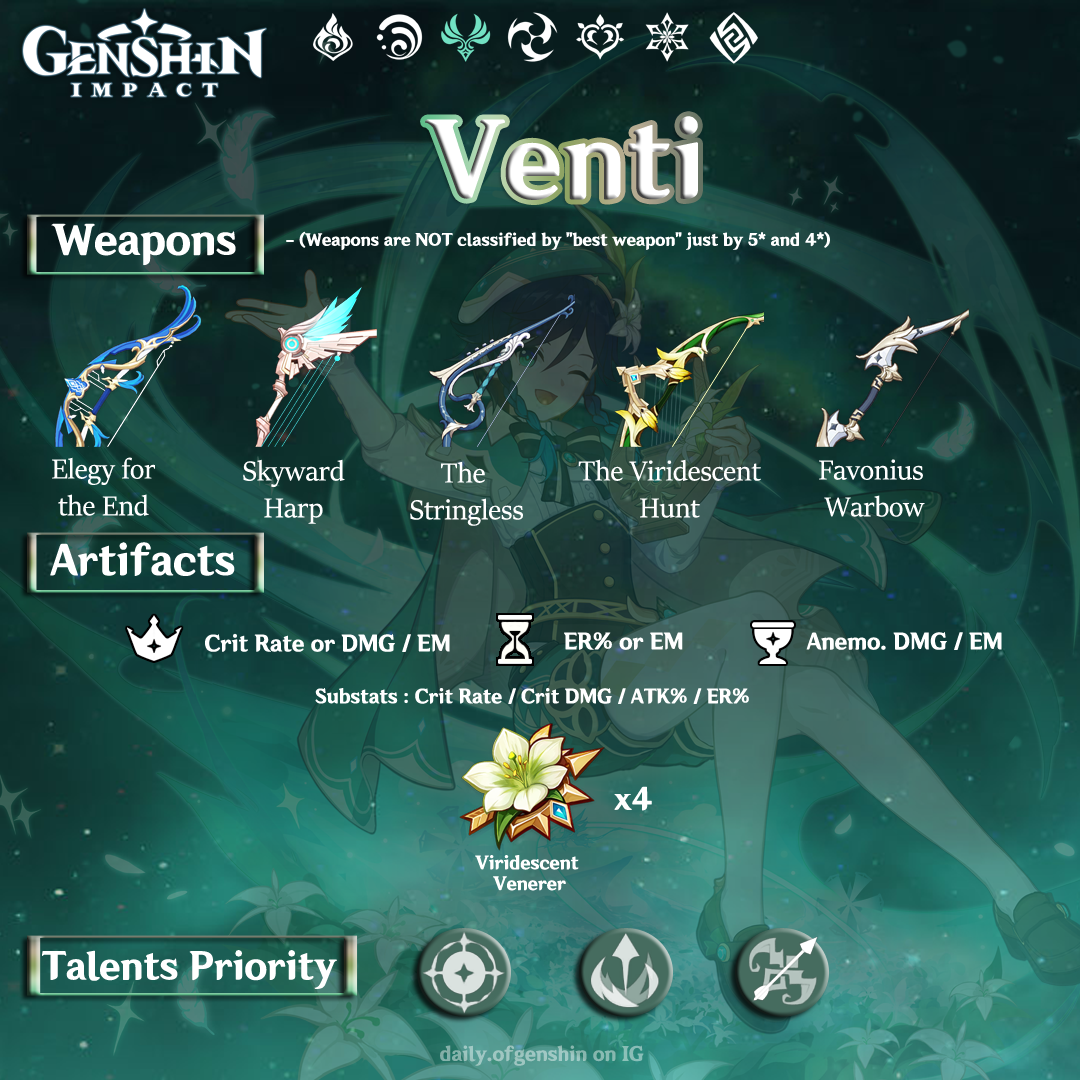 GENSHIN
IMPACT
Venti
Weapons
- (Weapons are NOT classified by "best weapon" just by 5* and 4*)
Elegy for
the End
Skyward
Harp
The
Stringless
The Viridescent
Hunt
Favonius
Warbow
Artifacts
Crit Rate or DMG / EM
ER% or EM
Anemo. DMG / EM
Substats : Crit Rate / Crit DMG / ATK% / ER%
x4
Viridescent
Venerer
Talents Priority
daily.ofgenshin on IG